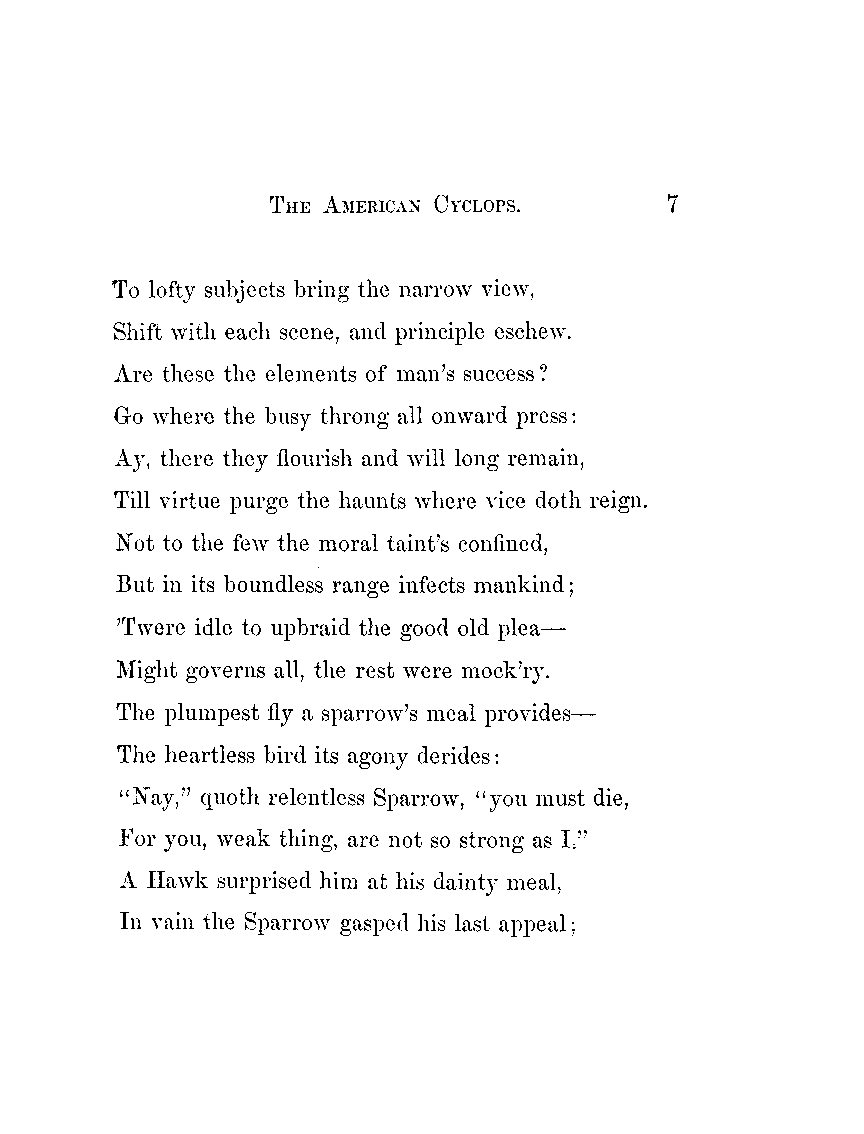 The American Cyclops. 7
To lofty subjects bring the narrow view,
Shift with each scene, and principle eschew.
Are these the elements of man's success?
Go where the busy throng all onward press:
Ay, there they flourish and will long remain,
Till virtue purge the haunts where vice doth reign.
Not to the few the moral taint's confined,
But in its boundless range infects mankind;
'Twere idle to upbraid the good old plea—
Might governs all, the rest were mock'ry.
The plumpest fly a sparrow's meal provides—
The heartless bird its agony derides:
“Nay,” quoth relentless Sparrow, “you must die,
For you, weak thing, are not so strong as I.”
A Hawk surprised him at his dainty meal,
In vain the Sparrow gasped his last appeal;